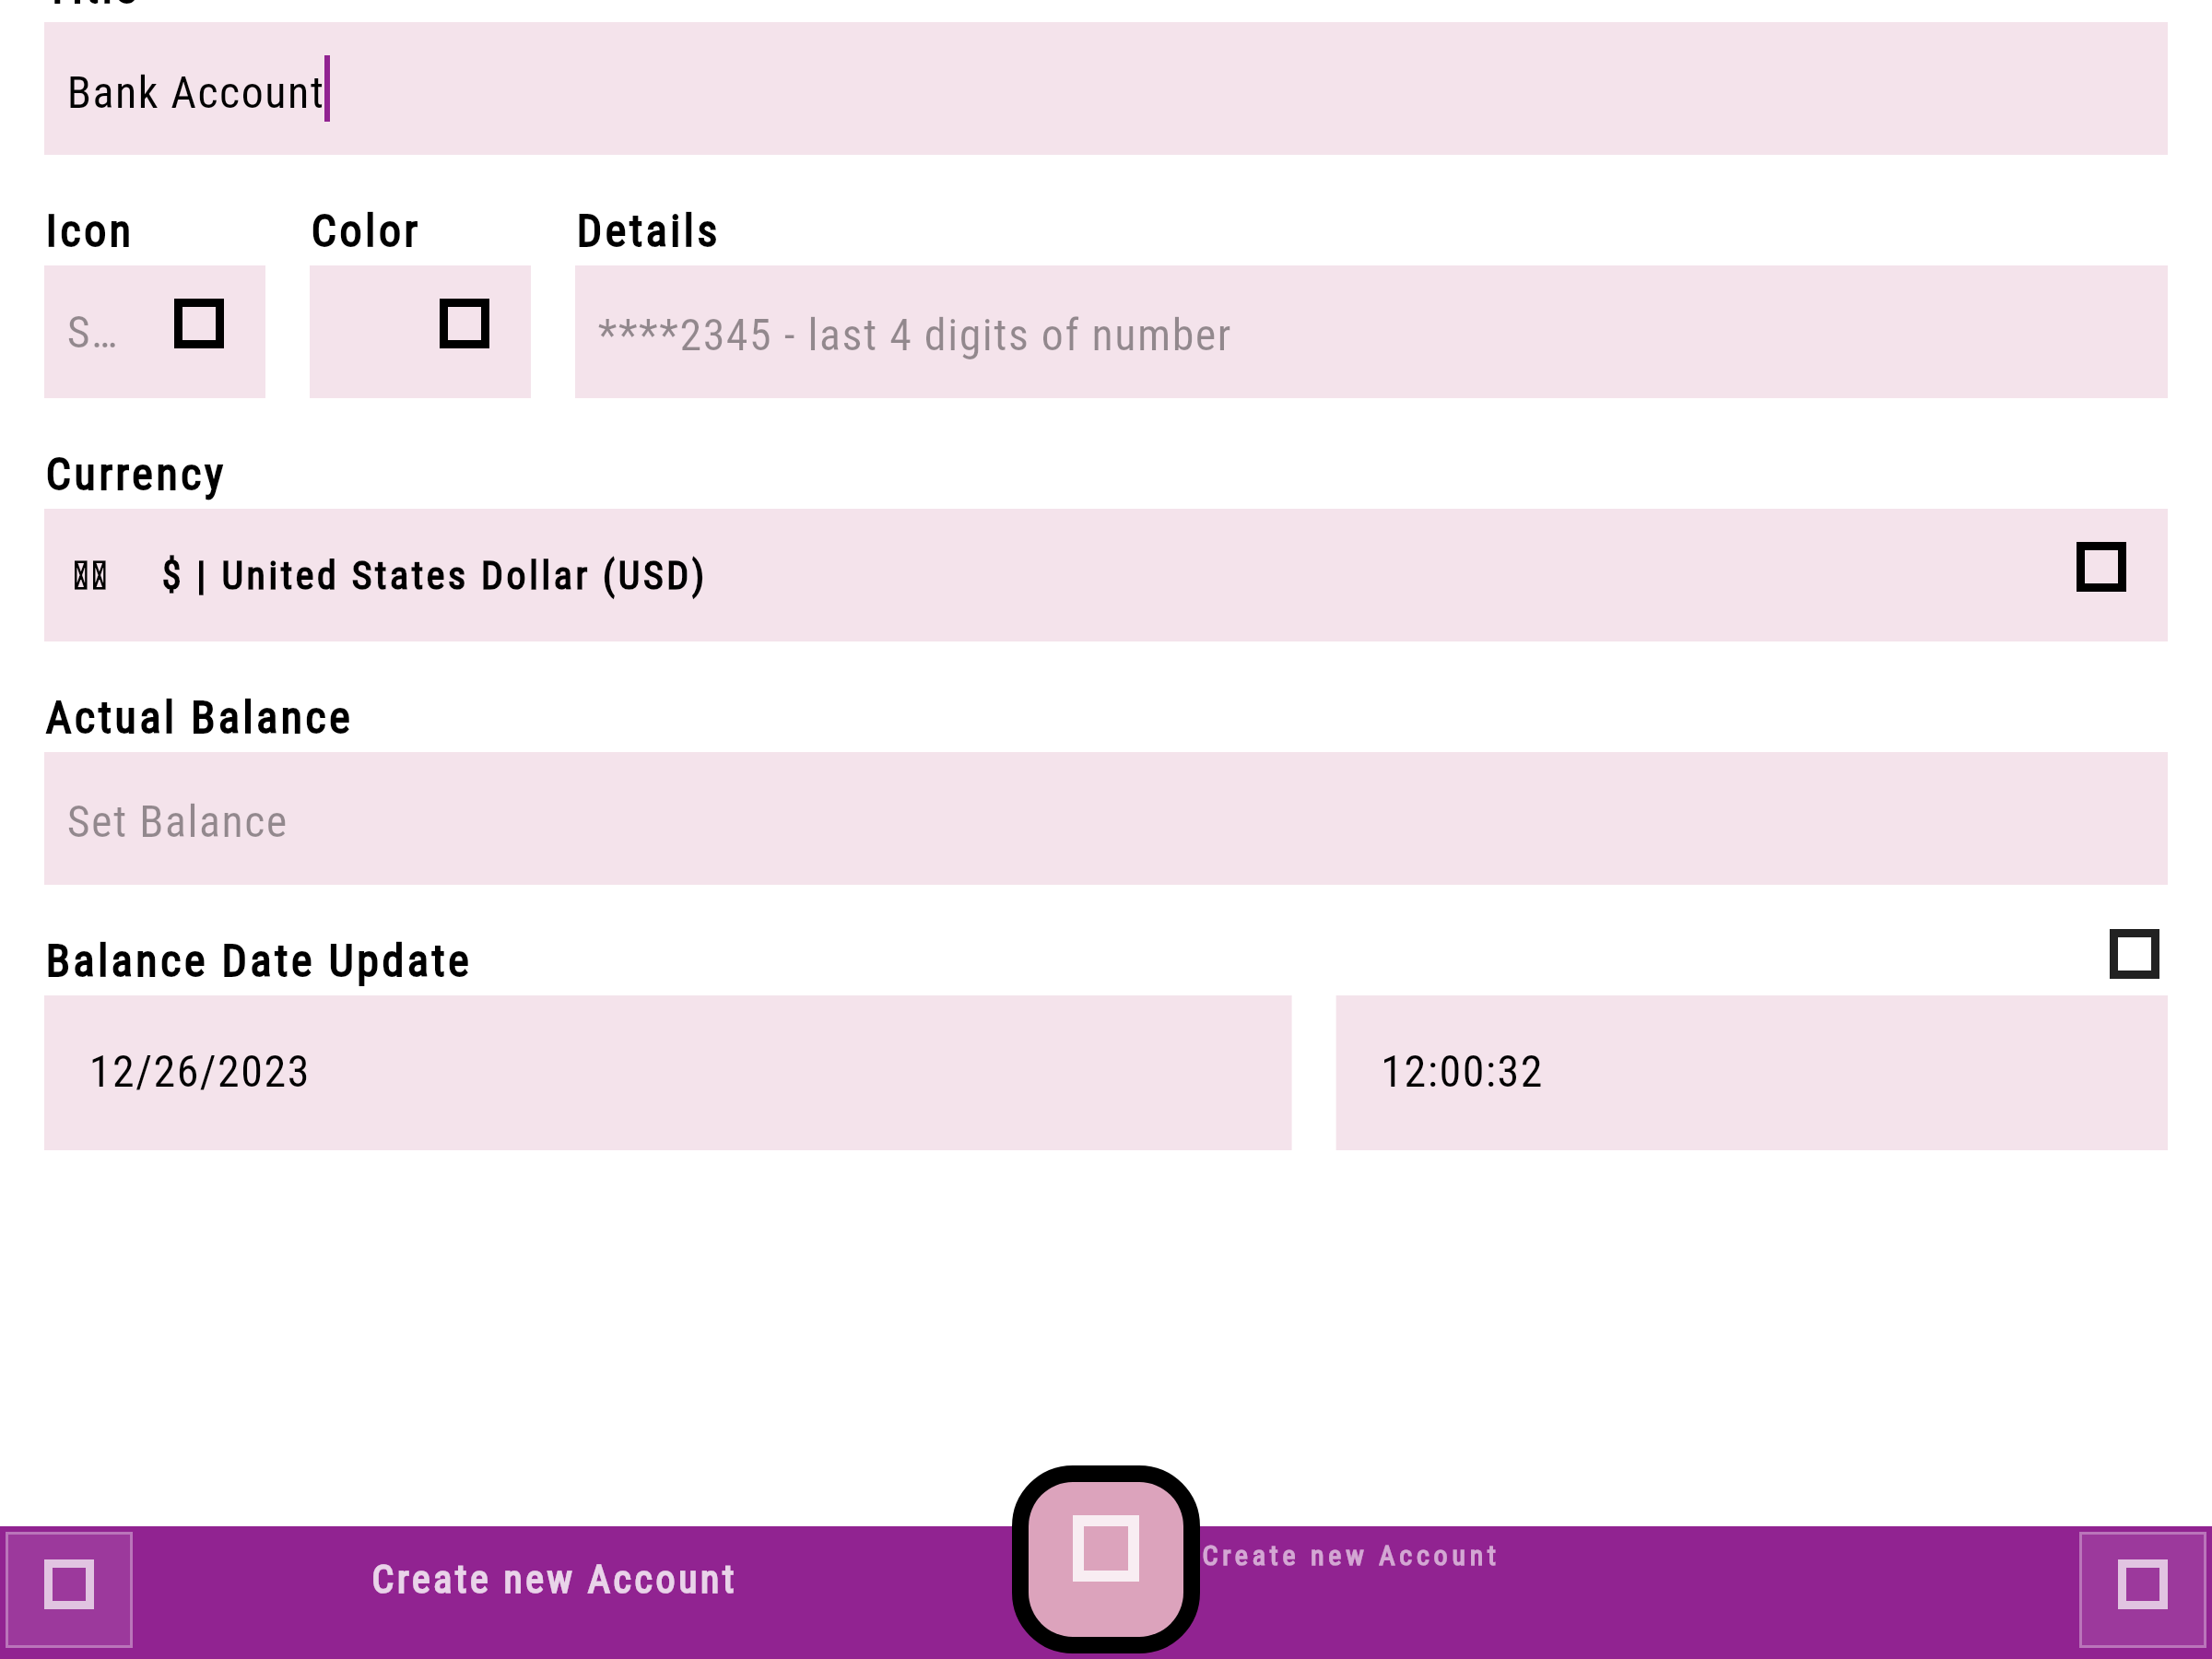 Title
Bank Account
Icon Color Details
S… ****2345 - last 4 digits of number
Currency
$ | United States Dollar (USD)
Actual Balance
Set Balance
Balance Date Update
12/26/2023 12:00:32
Create new Account
Create new Account